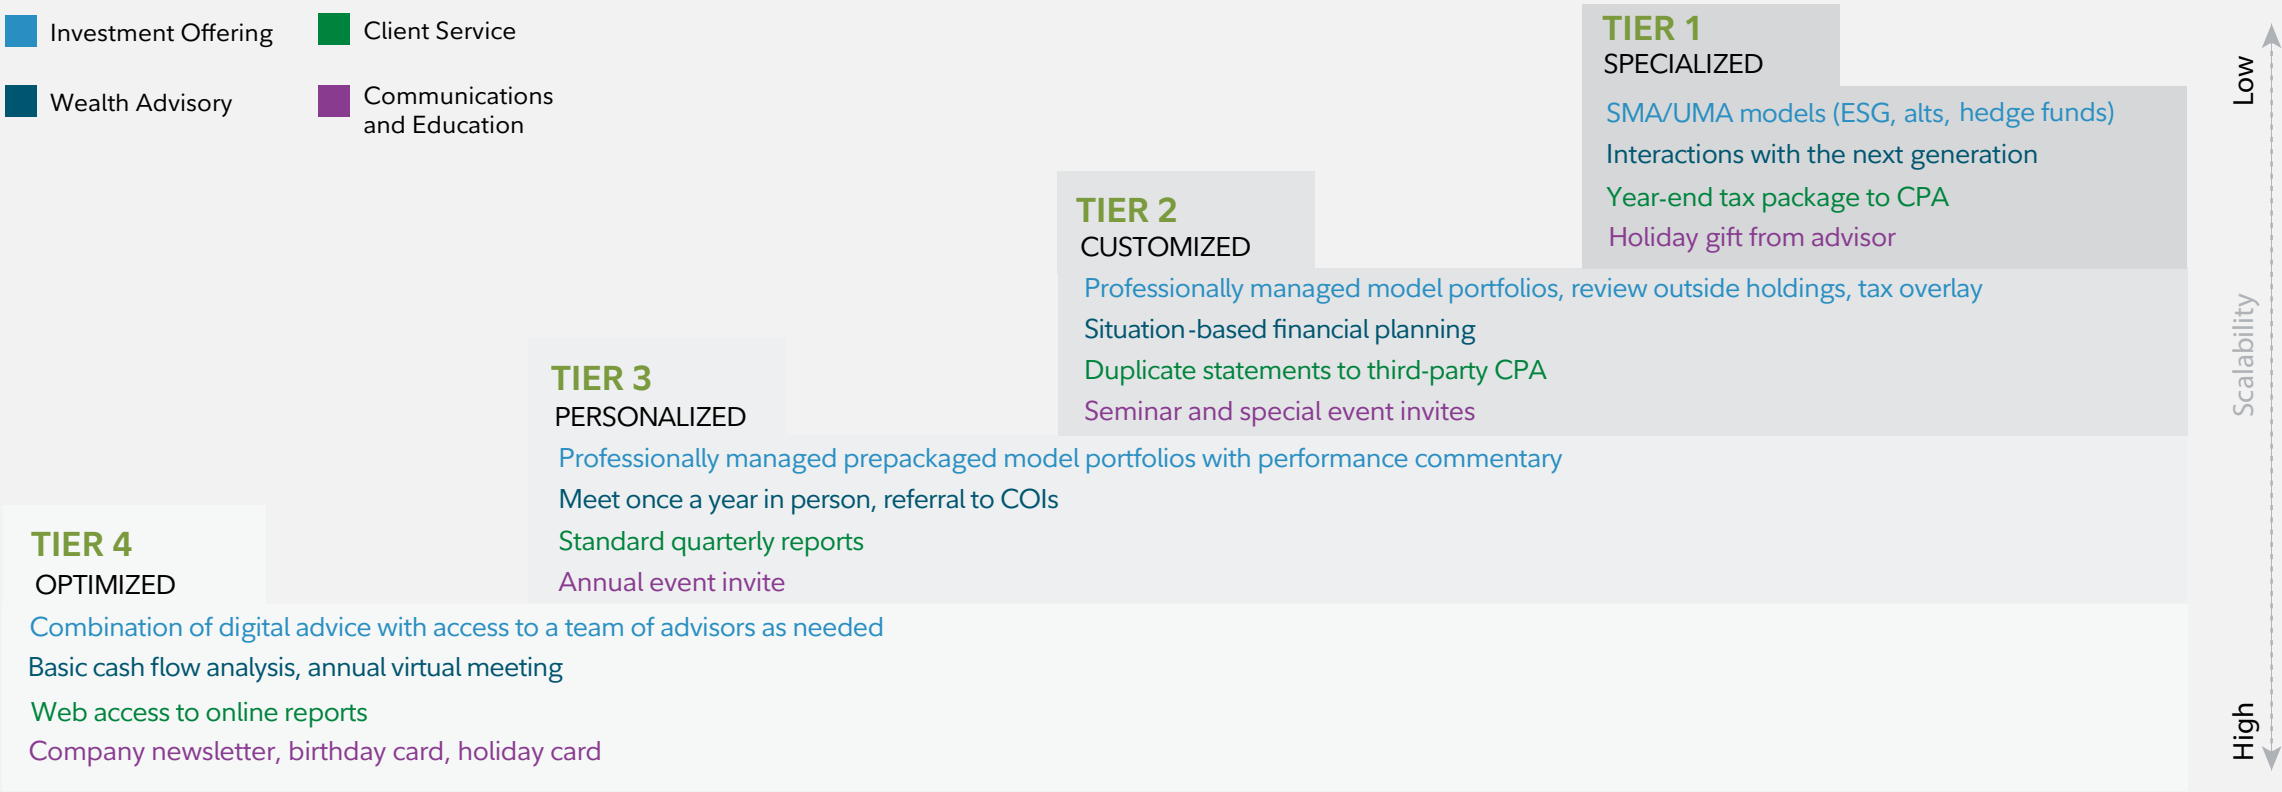 Investment Offering
Client Service
Wealth Advisory
Communications
and Education
TIER 1
SPECIALIZED
SMA/UMA models (ESG, alts, hedge funds)
Interactions with the next generation
Year-end tax package to CPA
Holiday gift from advisor
TIER 2
CUSTOMIZED
Professionally managed model portfolios, review outside holdings, tax overlay
Situation-based financial planning
Duplicate statements to third-party CPA
Seminar and special event invites
TIER 3
PERSONALIZED
Professionally managed prepackaged model portfolios with performance commentary
Meet once a year in person, referral to COIs
Standard quarterly reports
Annual event invite
TIER 4
OPTIMIZED
Combination of digital advice with access to a team of advisors as needed
Basic cash flow analysis, annual virtual meeting
Web access to online reports
Company newsletter, birthday card, holiday card
Low
Scalability
High